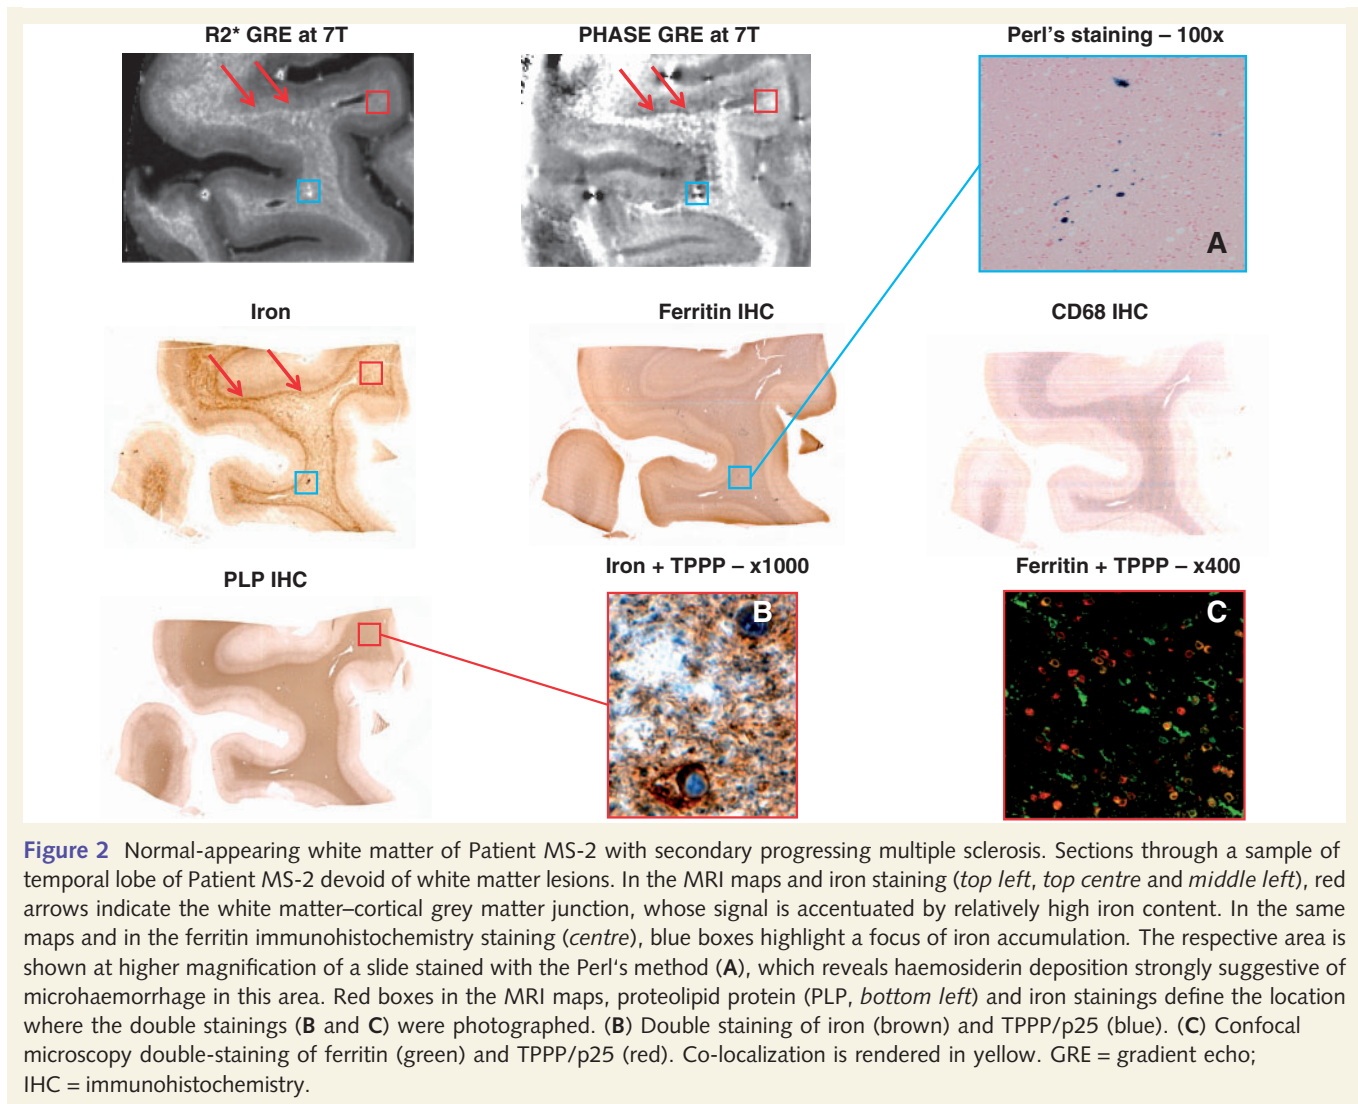 R2* GRE at 7T
PHASE GRE at 7T
Perl's staining – 100x
A
Iron
Ferritin IHC
CD68 IHC
PLP IHC
Iron + TPPP – x1000
Ferritin + TPPP – x400
B
C
Figure 2 Normal-appearing white matter of Patient MS-2 with secondary progressing multiple sclerosis. Sections through a sample of
temporal lobe of Patient MS-2 devoid of white matter lesions. In the MRI maps and iron staining (top left, top centre and middle left), red
arrows indicate the white matter–cortical grey matter junction, whose signal is accentuated by relatively high iron content. In the same
maps and in the ferritin immunohistochemistry staining (centre), blue boxes highlight a focus of iron accumulation. The respective area is
shown at higher magnification of a slide stained with the Perl‘s method (A), which reveals haemosiderin deposition strongly suggestive of
microhaemorrhage in this area. Red boxes in the MRI maps, proteolipid protein (PLP, bottom left) and iron stainings define the location
where the double stainings (B and C) were photographed. (B) Double staining of iron (brown) and TPPP/p25 (blue). (C) Confocal
microscopy double-staining of ferritin (green) and TPPP/p25 (red). Co-localization is rendered in yellow. GRE = gradient echo;
IHC = immunohistochemistry.